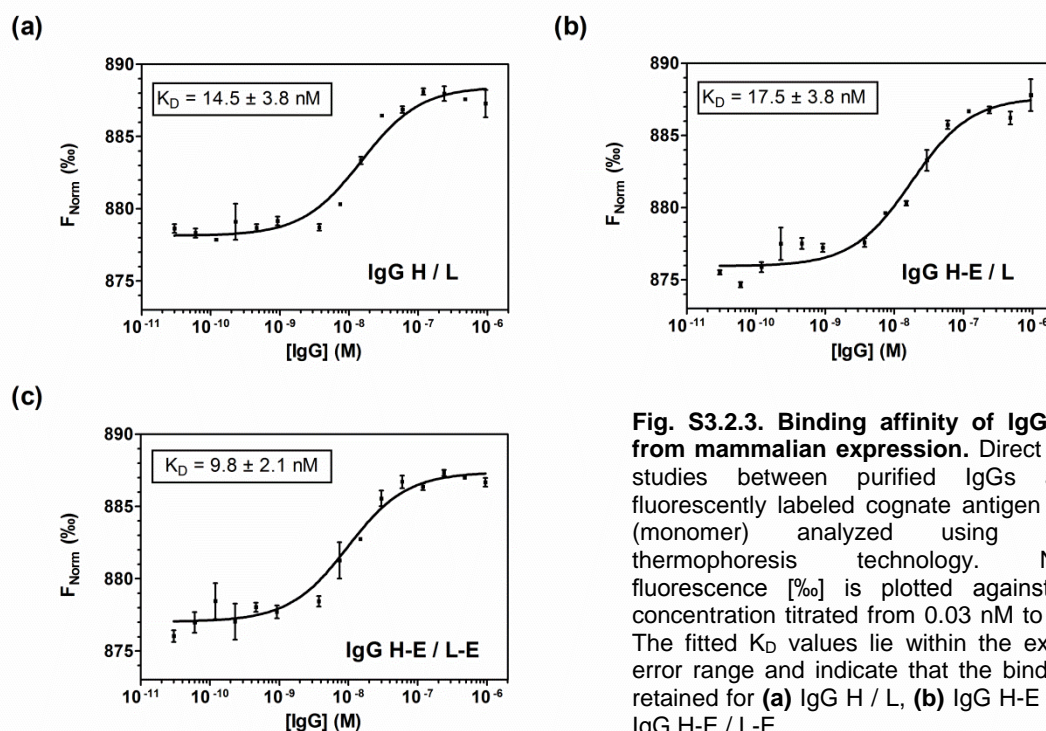 (a)
890
885
880
875
F_Norm (‰)
K_D = 14.5 ± 3.8 nM
IgG H / L
10^-11 10^-10 10^-9 10^-8 10^-7 10^-6
[IgG] (M)
(b)
890
885
880
875
F_Norm (‰)
K_D = 17.5 ± 3.8 nM
IgG H-E / L
10^-11 10^-10 10^-9 10^-8 10^-7 10^-6
[IgG] (M)
(c)
890
885
880
875
F_Norm (‰)
K_D = 9.8 ± 2.1 nM
IgG H-E / L-E
10^-11 10^-10 10^-9 10^-8 10^-7 10^-6
[IgG] (M)
Fig. S3.2.3. Binding affinity of IgG
from mammalian expression. Direct
studies between purified IgGs
fluorescently labeled cognate antigen
(monomer) analyzed using
thermophoresis technology.
fluorescence [‰] is plotted against
concentration titrated from 0.03 nM to
The fitted K_D values lie within the
error range and indicate that the
retained for (a) IgG H / L, (b) IgG H-E
IgG H-E / L-E